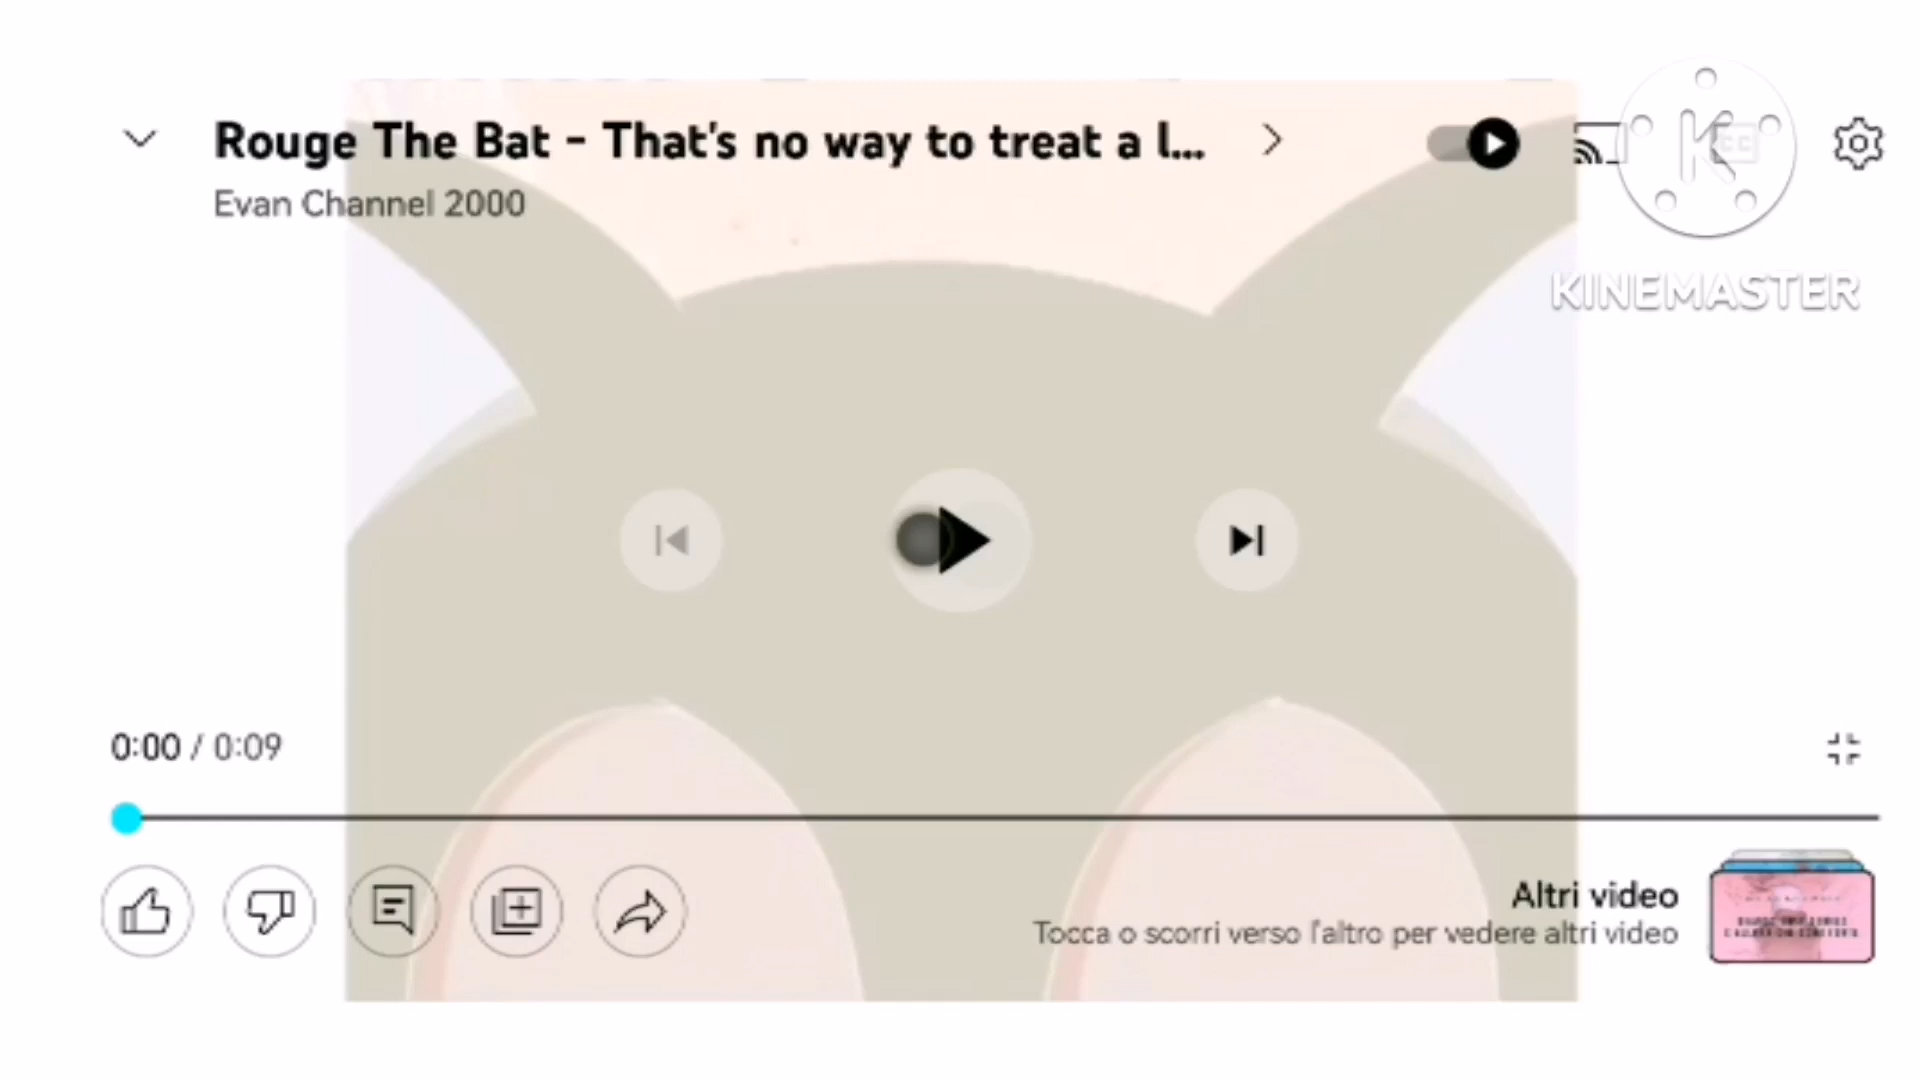 Rouge The Bat - That's no way to treat a l...
Evan Channel 2000
CC
K
KINEMASTER
0:00 / 0:09
Altri video
Tocca o scorri verso l'altro per vedere altri video